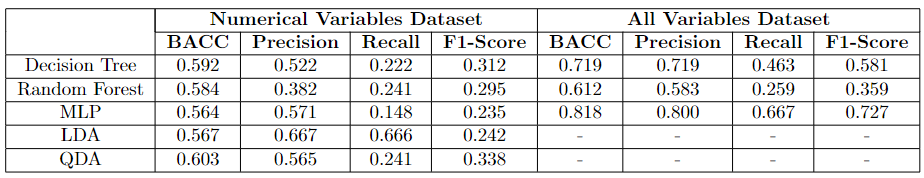 Numerical Variables Dataset All Variables Dataset
BACC Precision Recall F1-Score BACC Precision Recall F1-Score
Decision Tree 0.592 0.522 0.222 0.312 0.719 0.719 0.463 0.581
Random Forest 0.584 0.382 0.241 0.295 0.612 0.583 0.259 0.359
MLP 0.564 0.571 0.148 0.235 0.818 0.800 0.667 0.727
LDA 0.567 0.667 0.666 0.242 - - - -
QDA 0.603 0.565 0.241 0.338 - - - -